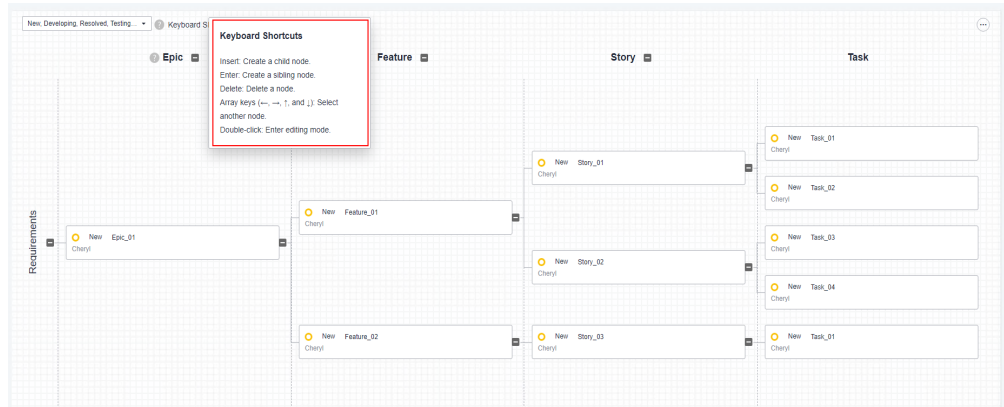 New, Developing, Resolved, Testing...
? Keyboard S
Keyboard Shortcuts
Insert: Create a child node.
Enter: Create a sibling node.
Delete: Delete a node.
Array keys (←, →, ↑, and ↓): Select
another node.
Double-click: Enter editing mode.
? Epic
Feature
Story
Task
Requirements
New Epic_01
Cheryl
New Feature_01
Cheryl
New Feature_02
Cheryl
New Story_01
Cheryl
New Story_02
Cheryl
New Story_03
Cheryl
New Task_01
Cheryl
New Task_02
Cheryl
New Task_03
Cheryl
New Task_04
Cheryl
New Task_01
Cheryl